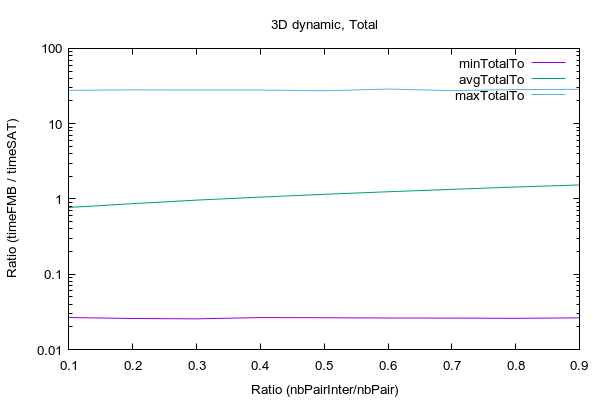 3D dynamic, Total
minTotalTo
avgTotalTo
maxTotalTo
100
10
1
0.1
0.01
Ratio (timeFMB / timeSAT)
0.1 0.2 0.3 0.4 0.5 0.6 0.7 0.8 0.9
Ratio (nbPairInter/nbPair)